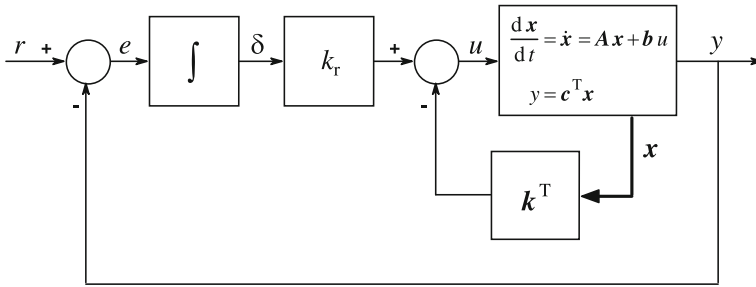 r + e ∫ δ k_r + u dx/dt = ẋ = Ax + bu y
y = c^T x
- -
x
k^T